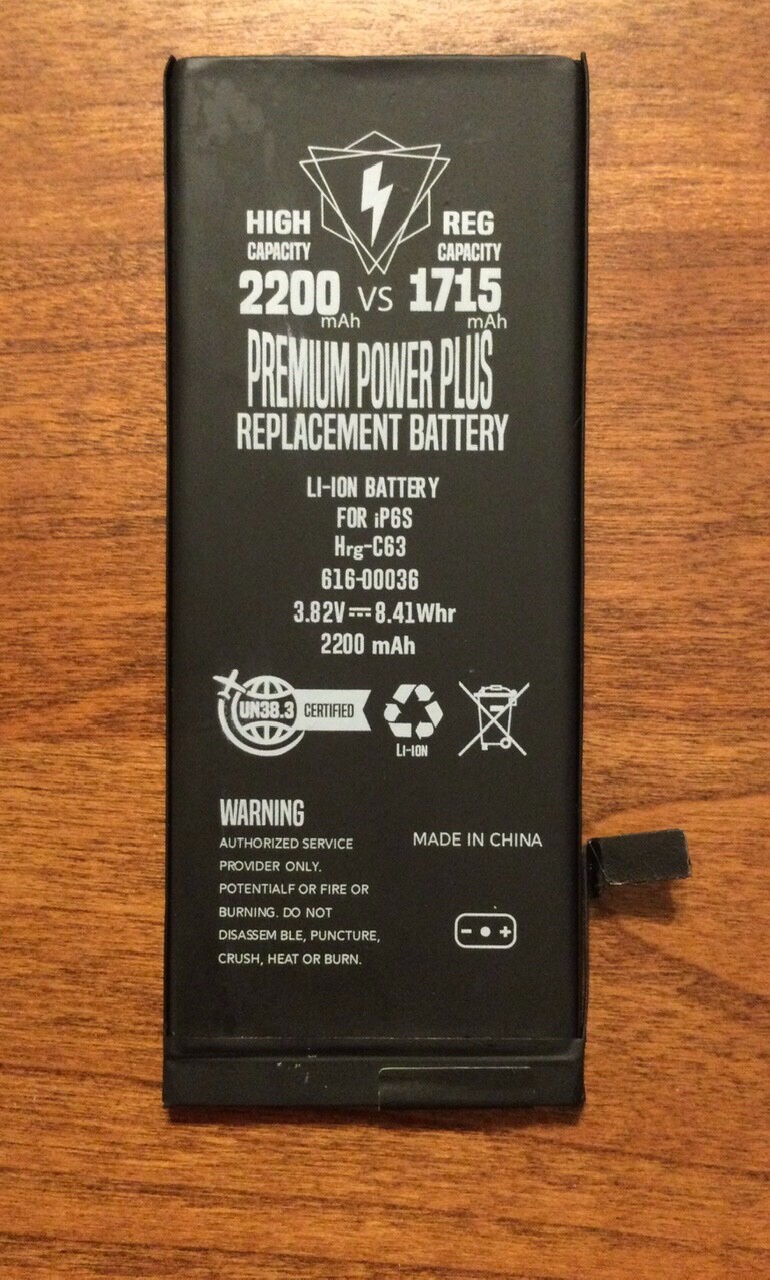 HIGH CAPACITY
REG CAPACITY
2200 mAh VS 1715 mAh
PREMIUM POWER PLUS
REPLACEMENT BATTERY
LI-ION BATTERY
FOR iP6S
Hrg-C63
616-00036
3.82V⎓8.41Whr
2200 mAh
UN38.3 CERTIFIED
LI-ION
WARNING
AUTHORIZED SERVICE
PROVIDER ONLY.
POTENTIALF OR FIRE OR
BURNING. DO NOT
DISASSEM BLE, PUNCTURE,
CRUSH, HEAT OR BURN.
MADE IN CHINA
- +